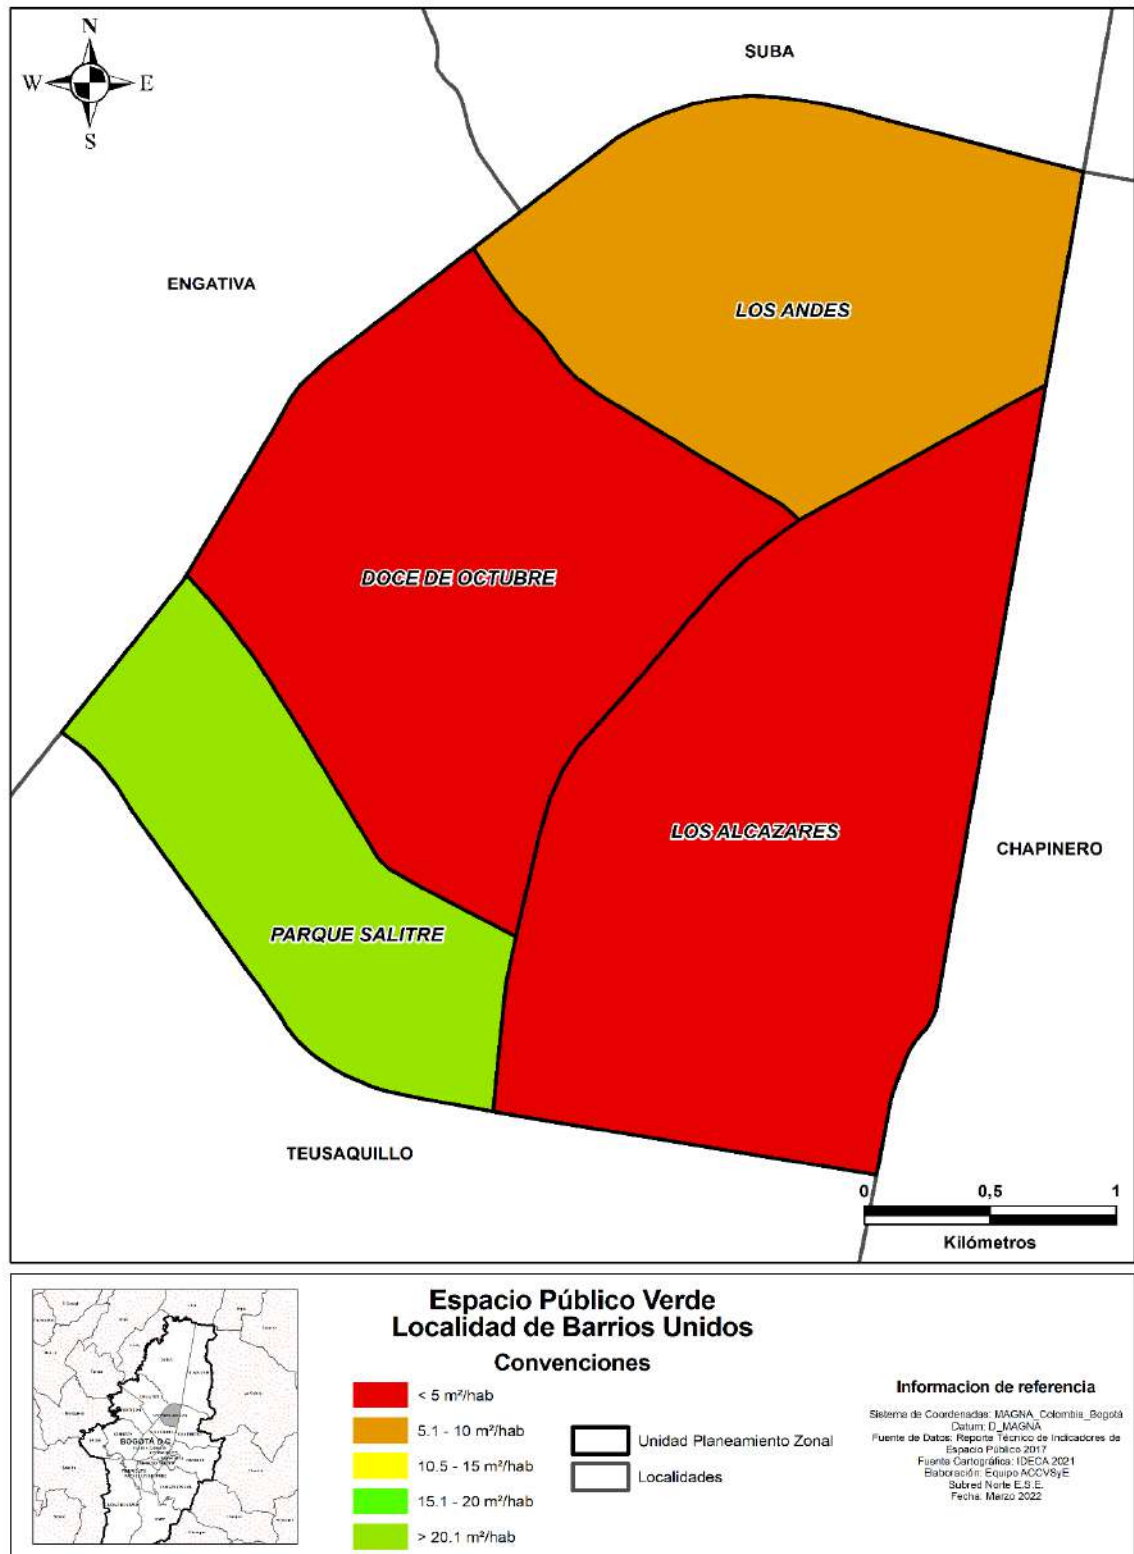 N
W E
S
SUBA
ENGATIVA
LOS ANDES
DOCE DE OCTUBRE
LOS ALCAZARES
CHAPINERO
PARQUE SALITRE
TEUSAQUILLO
0 0,5 1
Kilómetros
Espacio Público Verde
Localidad de Barrios Unidos
Convenciones
< 5 m²/hab
5.1 - 10 m²/hab
10.5 - 15 m²/hab
15.1 - 20 m²/hab
> 20.1 m²/hab
Unidad Planeamiento Zonal
Localidades
Informacion de referencia
Sistema de Coordenadas: MAGNA_Colombia_Bogotá
Datum: D_MAGNA
Fuente de Datos: Reporte Técnico de Indicadores de
Espacio Público 2017
Fuente Cartográfica: IDECA 2021
Elaboración: Equipo ACCVSyE
Subred Norte E.S.E.
Fecha: Marzo 2022
BOGOTÁ D.C.